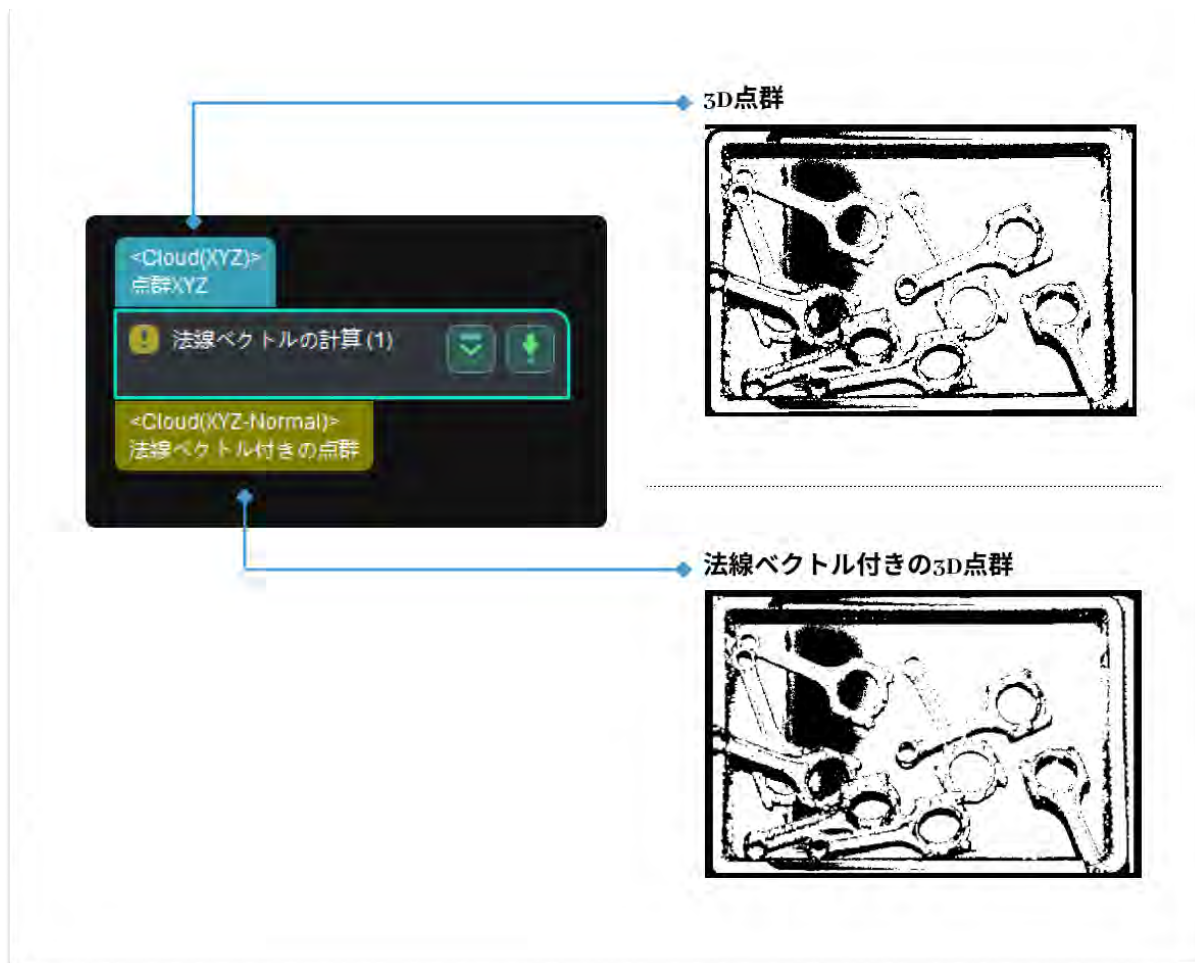 3D点群
<Cloud(XYZ)>
点群XYZ
法線ベクトルの計算 (1)
<Cloud(XYZ-Normal)>
法線ベクトル付きの点群
法線ベクトル付きの3D点群